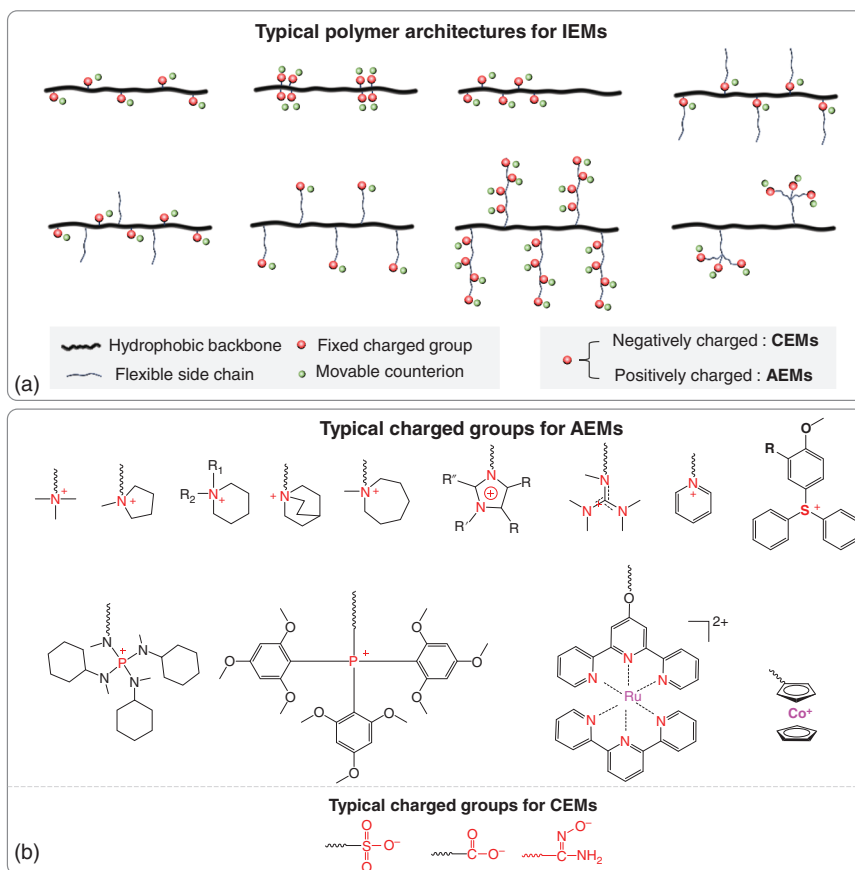 Typical polymer architectures for IEMs
Hydrophobic backbone
Fixed charged group
Flexible side chain
Movable counterion
Negatively charged : CEMs
Positively charged : AEMs
(a)
Typical charged groups for AEMs
N+
N+
R1
R2
N+
+N
N+
N
R″
R
N
R′
R
+
N
N
N
+
N+
O
R
S+
N
P+
N
N
N
O
O
O
P+
O
O
O
O
O
O
O
2+
N
N
N
Ru
N
N
N
Co+
Typical charged groups for CEMs
O
S
O−
O
O
C
O−
N
O−
C
NH2
(b)